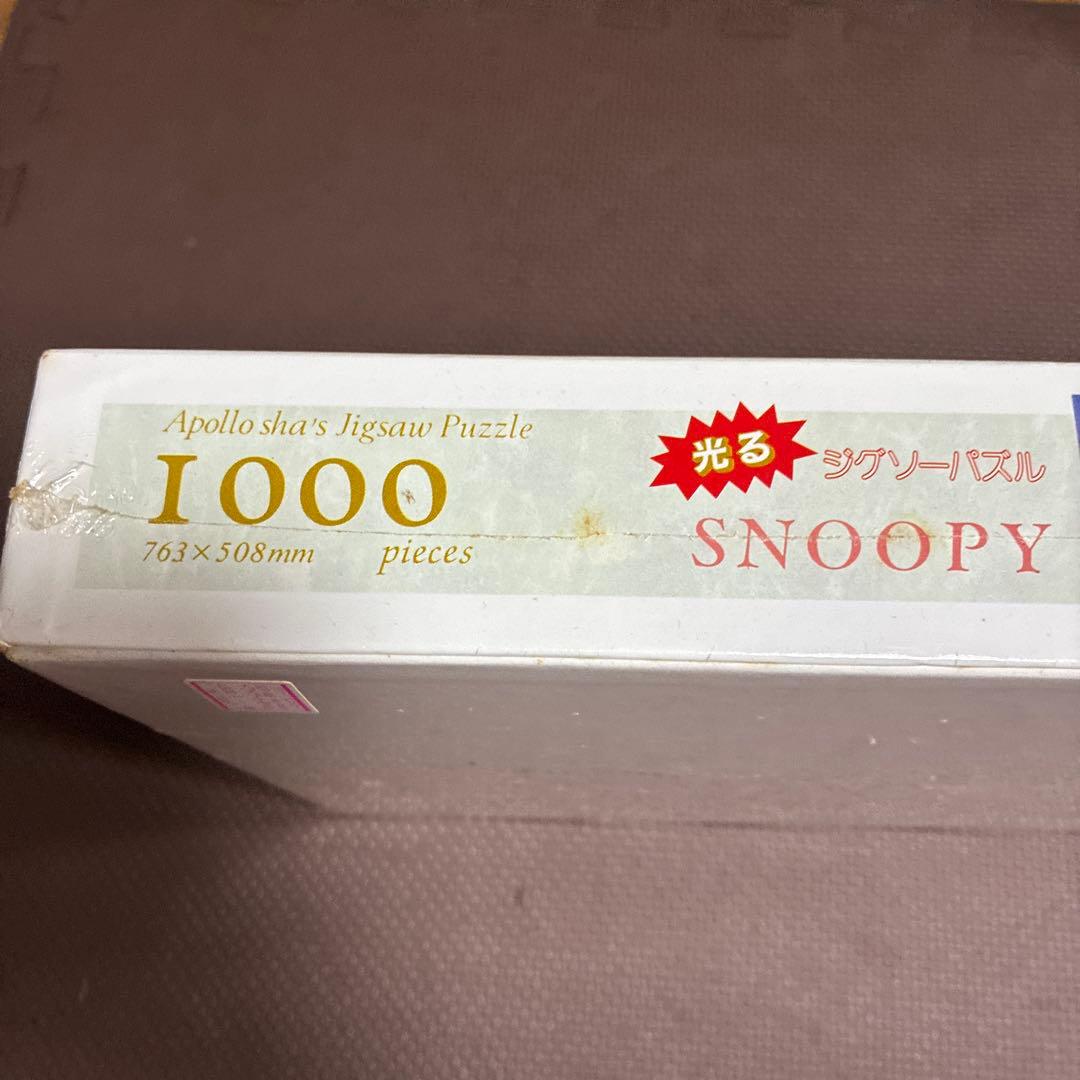 Apollo sha's Jigsaw Puzzle
1000
763×508mm pieces
光る ジグソーパズル
SNOOPY